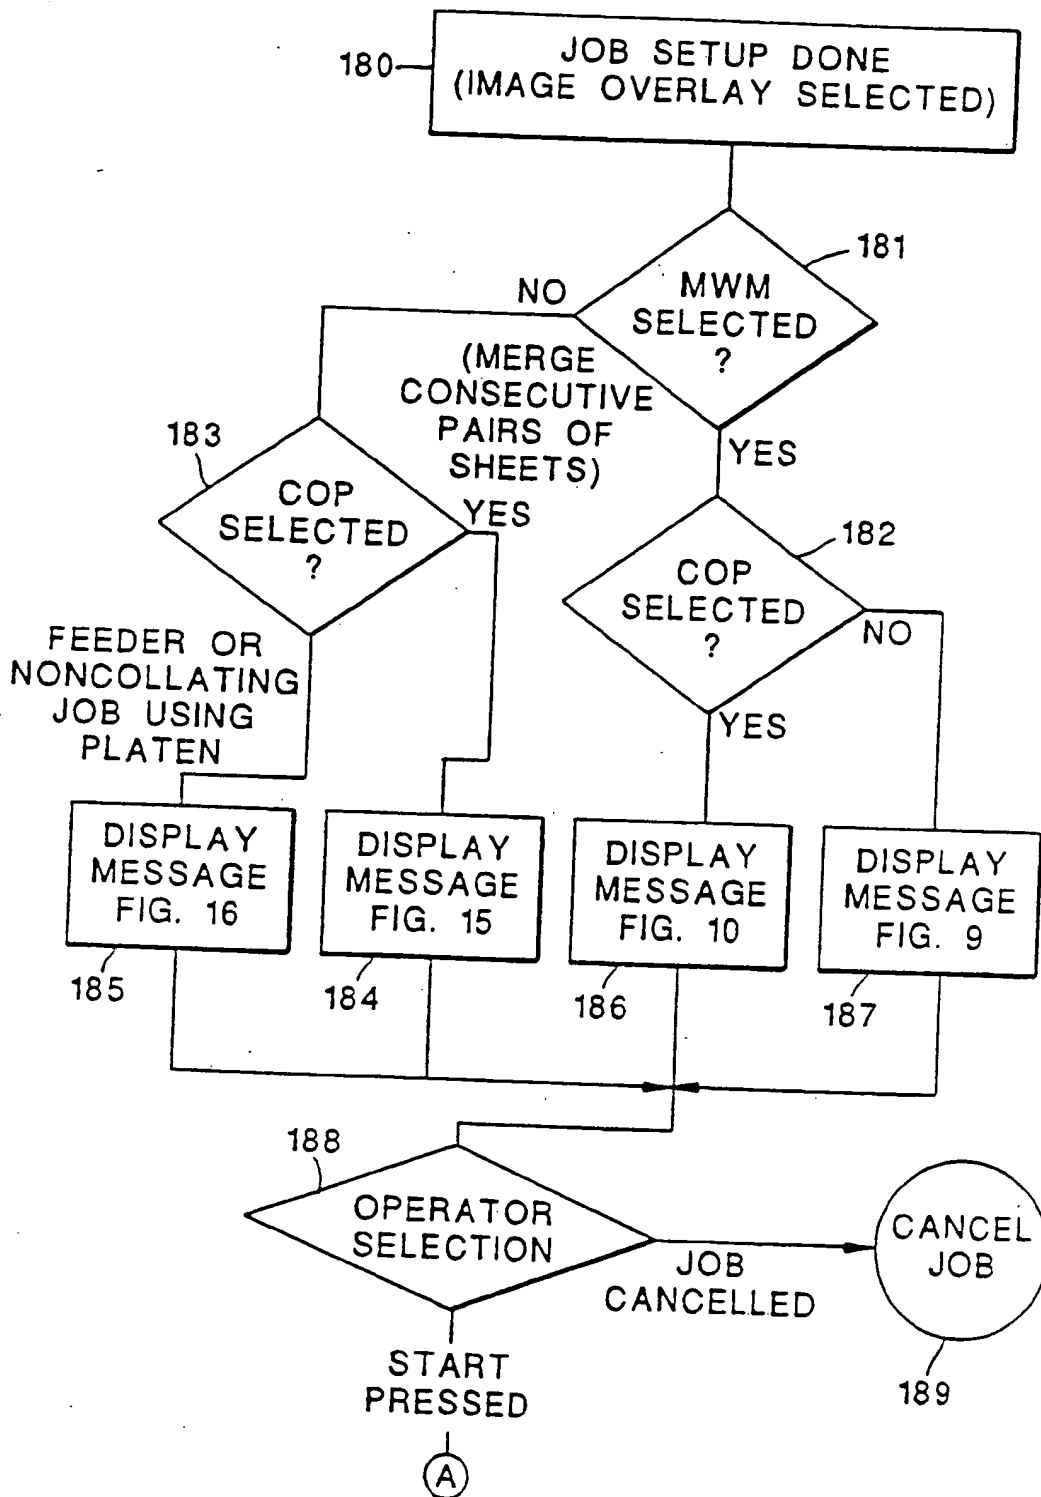 180
JOB SETUP DONE
(IMAGE OVERLAY SELECTED)
181
MWM
SELECTED
?
NO
(MERGE
CONSECUTIVE
PAIRS OF
SHEETS)
YES
183
COP
SELECTED
?
YES
182
COP
SELECTED
?
NO
YES
FEEDER OR
NONCOLLATING
JOB USING
PLATEN
DISPLAY
MESSAGE
FIG. 16
185
DISPLAY
MESSAGE
FIG. 15
184
DISPLAY
MESSAGE
FIG. 10
186
DISPLAY
MESSAGE
FIG. 9
187
188
OPERATOR
SELECTION
JOB
CANCELLED
CANCEL
JOB
189
START
PRESSED
A